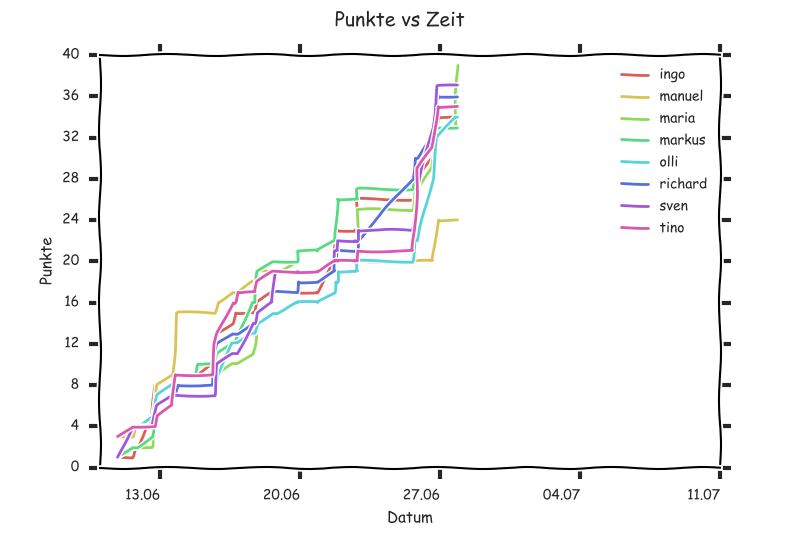 Punkte vs Zeit
40
36
32
28
24
20
16
12
8
4
0
Punkte
13.06 20.06 27.06 04.07 11.07
Datum
ingo
manuel
maria
markus
olli
richard
sven
tino